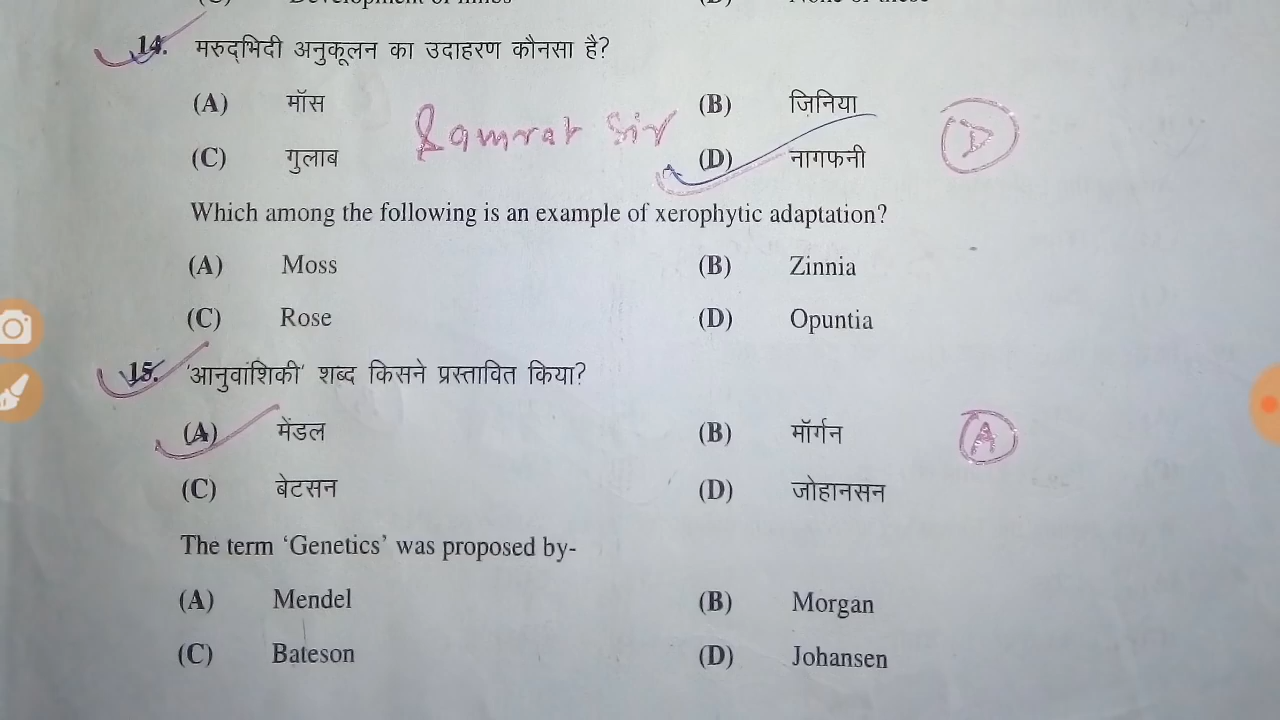 14. मरुद्भिदी अनुकूलन का उदाहरण कौनसा है?
(A) मॉस (B) ज़िनिया
Samrat Sir
(C) गुलाब (D) नागफनी D
Which among the following is an example of xerophytic adaptation?
(A) Moss (B) Zinnia
(C) Rose (D) Opuntia
15. 'आनुवांशिकी' शब्द किसने प्रस्तावित किया?
(A) मेंडल (B) मॉर्गन A
(C) बेटसन (D) जोहानसन
The term ‘Genetics’ was proposed by-
(A) Mendel (B) Morgan
(C) Bateson (D) Johansen